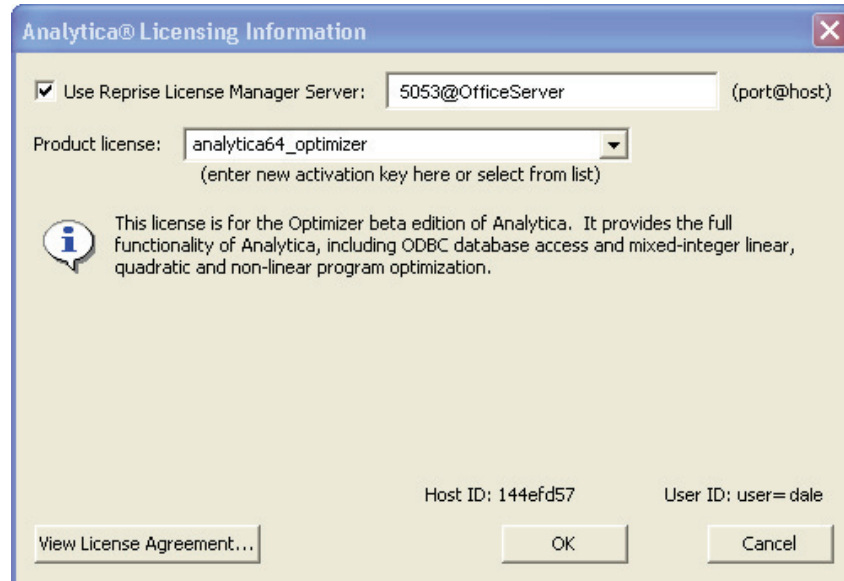 Analytica® Licensing Information
Use Reprise License Manager Server: 5053@OfficeServer (port@host)
Product license: analytica64_optimizer
(enter new activation key here or select from list)
This license is for the Optimizer beta edition of Analytica. It provides the full
functionality of Analytica, including ODBC database access and mixed-integer linear,
quadratic and non-linear program optimization.
Host ID: 144efd57 User ID: user=dale
View License Agreement... OK Cancel